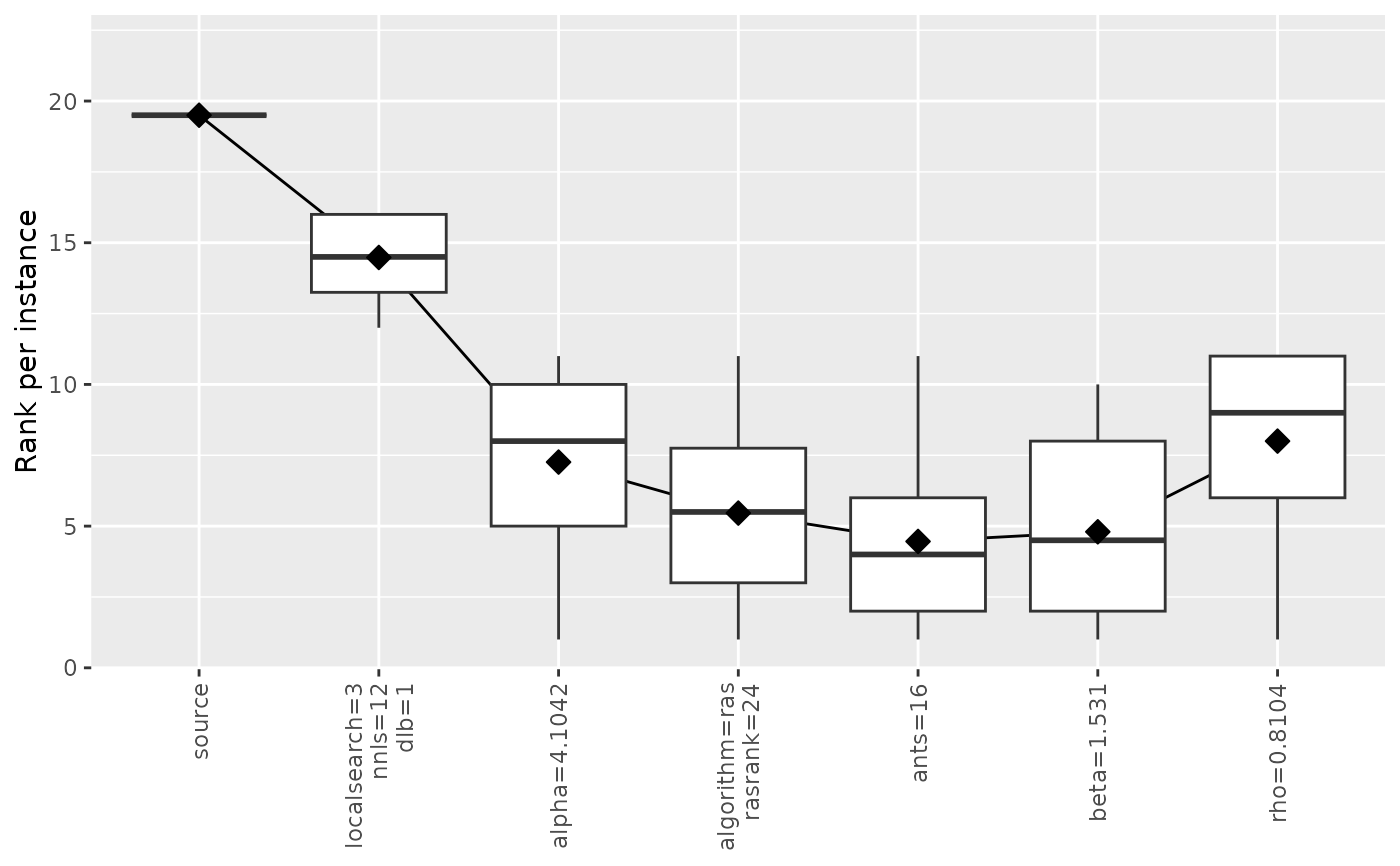 Rank per instance
20
15
10
5
0
source
localsearch=3
nnls=12
dlb=1
alpha=4.1042
algorithm=ras
rasrank=24
ants=16
beta=1.531
rho=0.8104